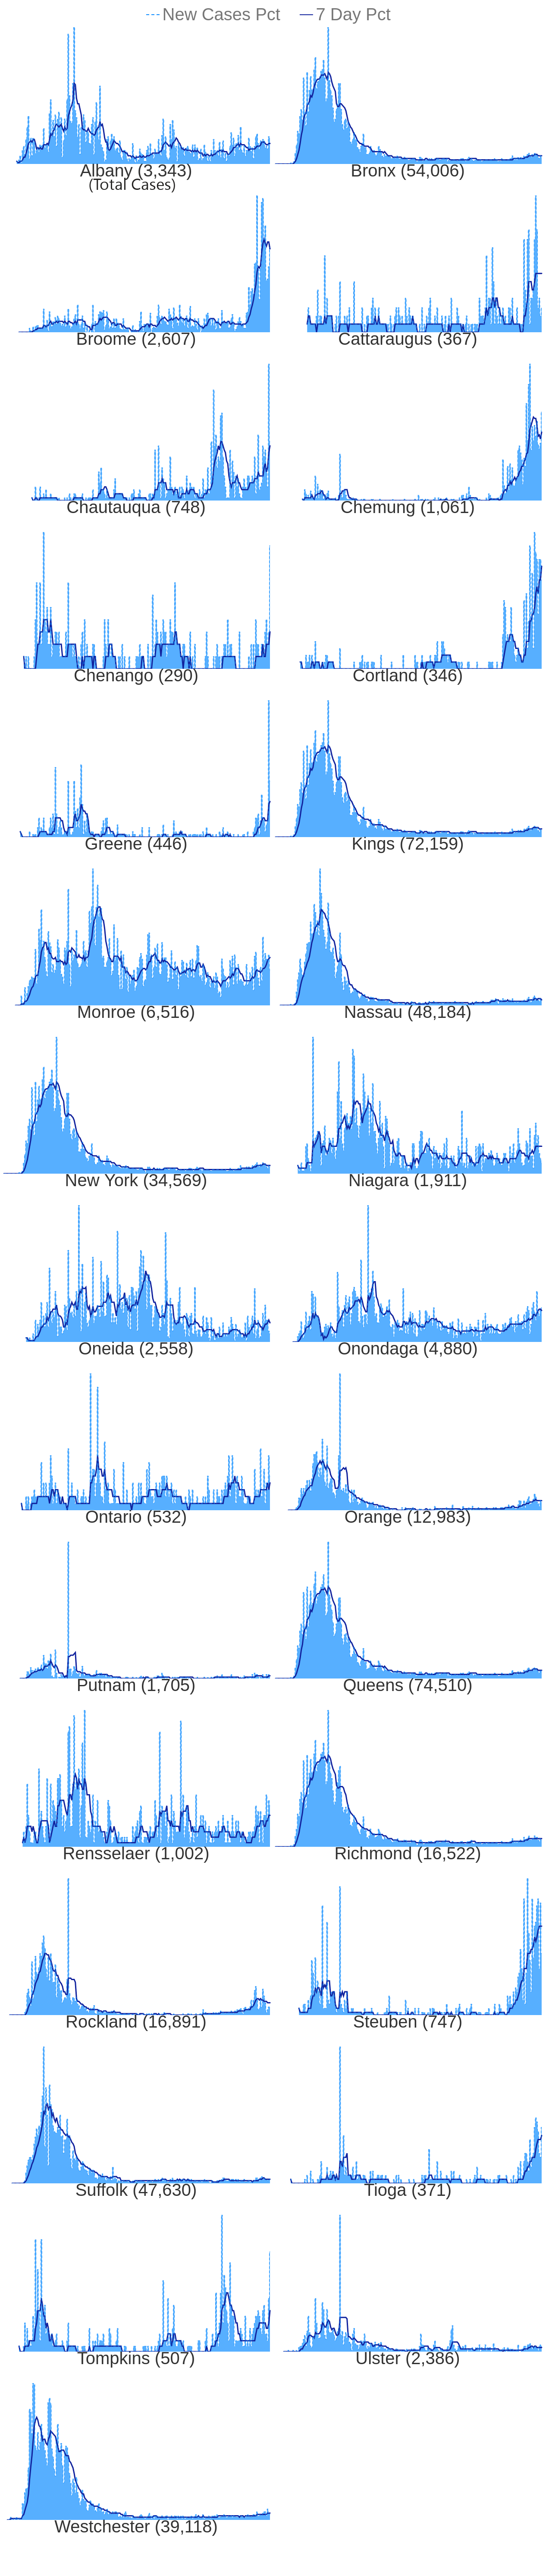 New Cases Pct 7 Day Pct
Albany (3,343) Bronx (54,006)
(Total Cases)
Broome (2,607) Cattaraugus (367)
Chautauqua (748) Chemung (1,061)
Chenango (290) Cortland (346)
Greene (446) Kings (72,159)
Monroe (6,516) Nassau (48,184)
New York (34,569) Niagara (1,911)
Oneida (2,558) Onondaga (4,880)
Ontario (532) Orange (12,983)
Putnam (1,705) Queens (74,510)
Rensselaer (1,002) Richmond (16,522)
Rockland (16,891) Steuben (747)
Suffolk (47,630) Tioga (371)
Tompkins (507) Ulster (2,386)
Westchester (39,118)